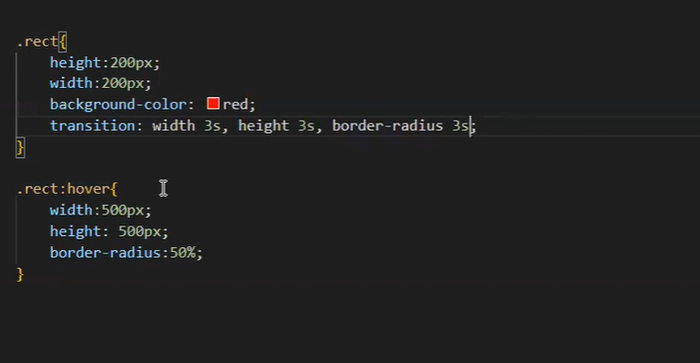 .rect{
height:200px;
width:200px;
background-color: red;
transition: width 3s, height 3s, border-radius 3s;
}
.rect:hover{
width:500px;
height: 500px;
border-radius:50%;
}